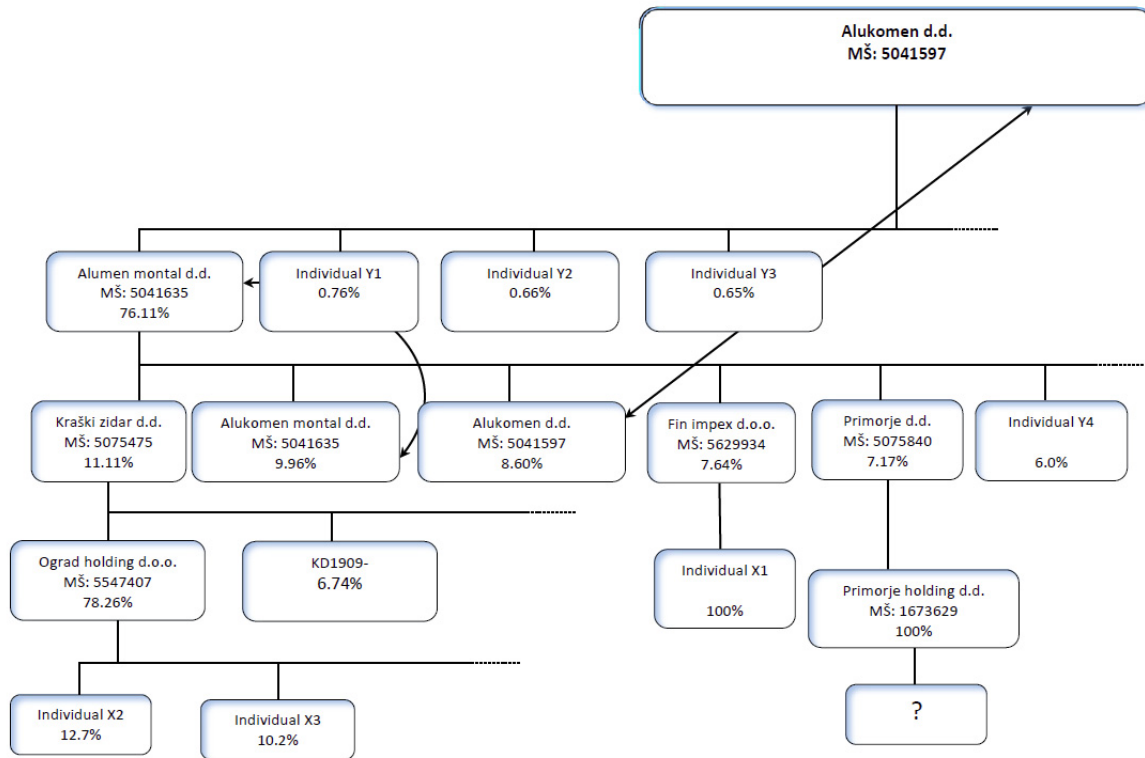 Alukomen d.d.
MŠ: 5041597
Alumen montal d.d.
MŠ: 5041635
76.11%
Individual Y1
0.76%
Individual Y2
0.66%
Individual Y3
0.65%
Kraški zidar d.d.
MŠ: 5075475
11.11%
Alukomen montal d.d.
MŠ: 5041635
9.96%
Alukomen d.d.
MŠ: 5041597
8.60%
Fin impex d.o.o.
MŠ: 5629934
7.64%
Primorje d.d.
MŠ: 5075840
7.17%
Individual Y4
6.0%
Ograd holding d.o.o.
MŠ: 5547407
78.26%
KD1909-
6.74%
Individual X1
100%
Primorje holding d.d.
MŠ: 1673629
100%
Individual X2
12.7%
Individual X3
10.2%
?